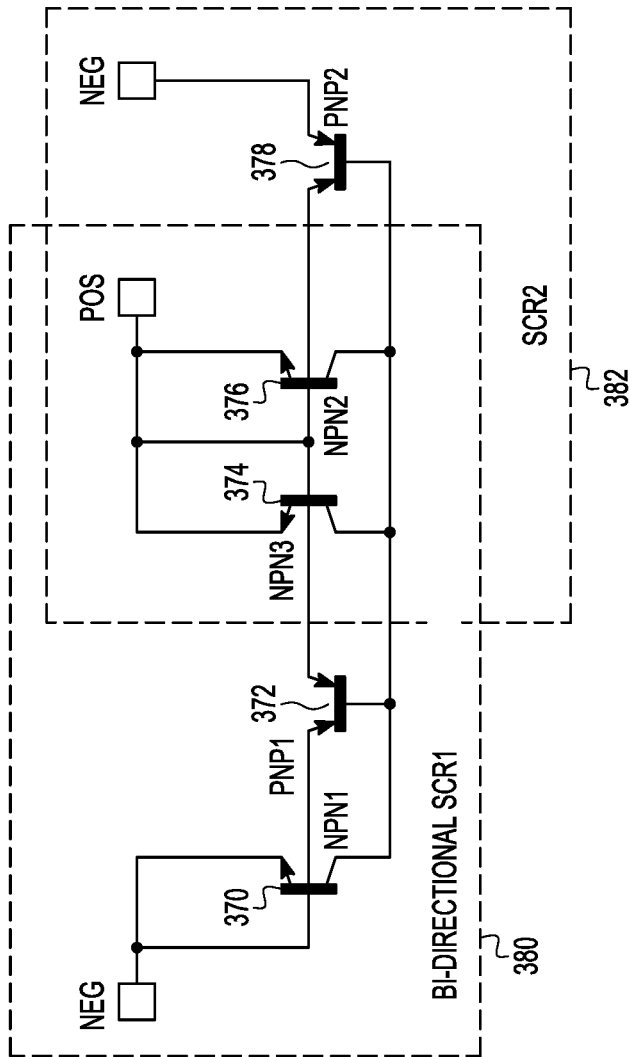 NEG
POS
NEG
370
NPN1
PNP1
372
NPN3
374
376
NPN2
378
PNP2
BI-DIRECTIONAL SCR1
SCR2
380
382